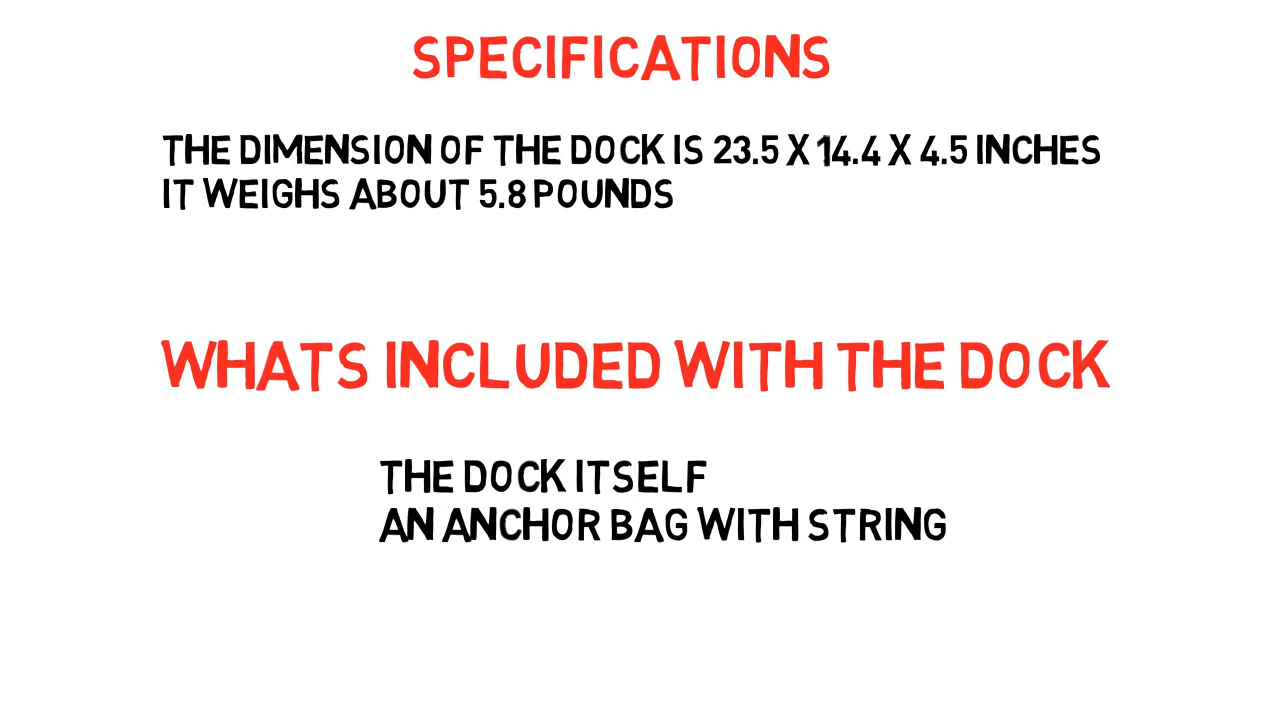 SPECIFICATIONS
THE DIMENSION OF THE DOCK IS 23.5 X 14.4 X 4.5 INCHES
IT WEIGHS ABOUT 5.8 POUNDS
WHATS INCLUDED WITH THE DOCK
THE DOCK ITSELF
AN ANCHOR BAG WITH STRING